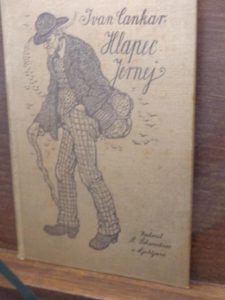 Ivan Cankar.
Hlapec
Jernej
Založil
L. Schwentner
v Ljubljani